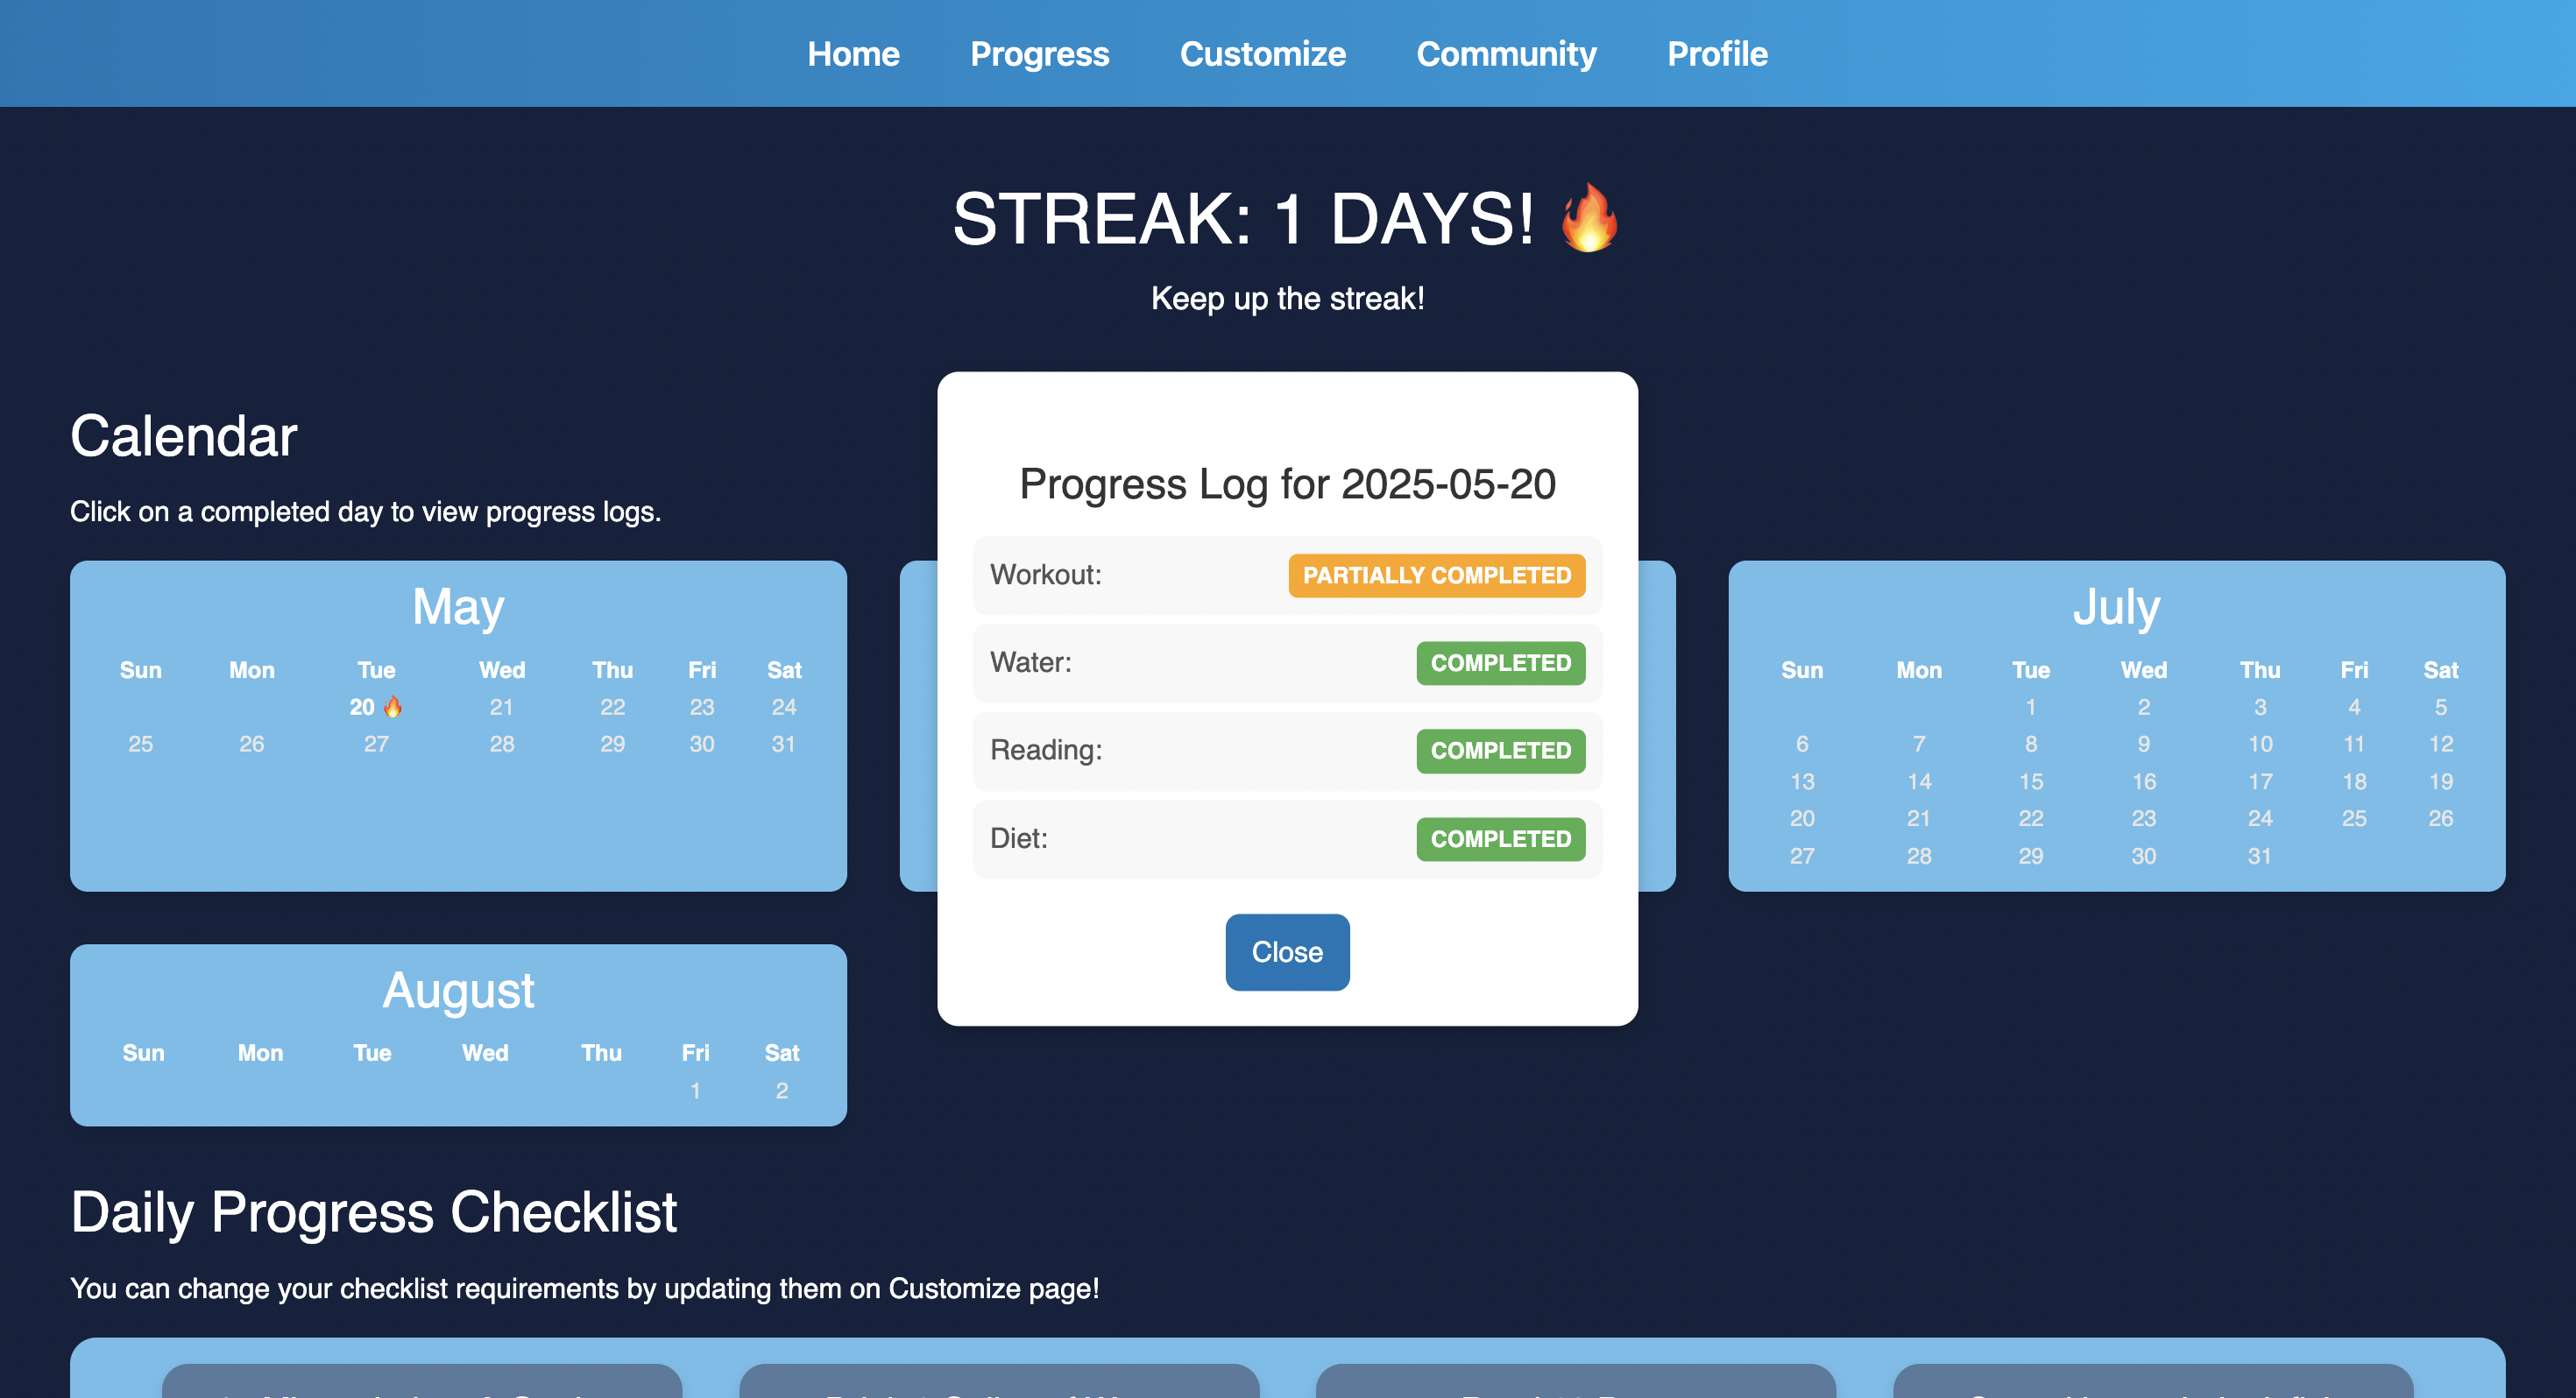 Home Progress Customize Community Profile
STREAK: 1 DAYS! 🔥
Keep up the streak!
Calendar
Click on a completed day to view progress logs.
May
Sun Mon Tue Wed Thu Fri Sat
20 🔥 21 22 23 24
25 26 27 28 29 30 31
Progress Log for 2025-05-20
Workout: PARTIALLY COMPLETED
Water: COMPLETED
Reading: COMPLETED
Diet: COMPLETED
Close
July
Sun Mon Tue Wed Thu Fri Sat
1 2 3 4 5
6 7 8 9 10 11 12
13 14 15 16 17 18 19
20 21 22 23 24 25 26
27 28 29 30 31
August
Sun Mon Tue Wed Thu Fri Sat
1 2
Daily Progress Checklist
You can change your checklist requirements by updating them on Customize page!